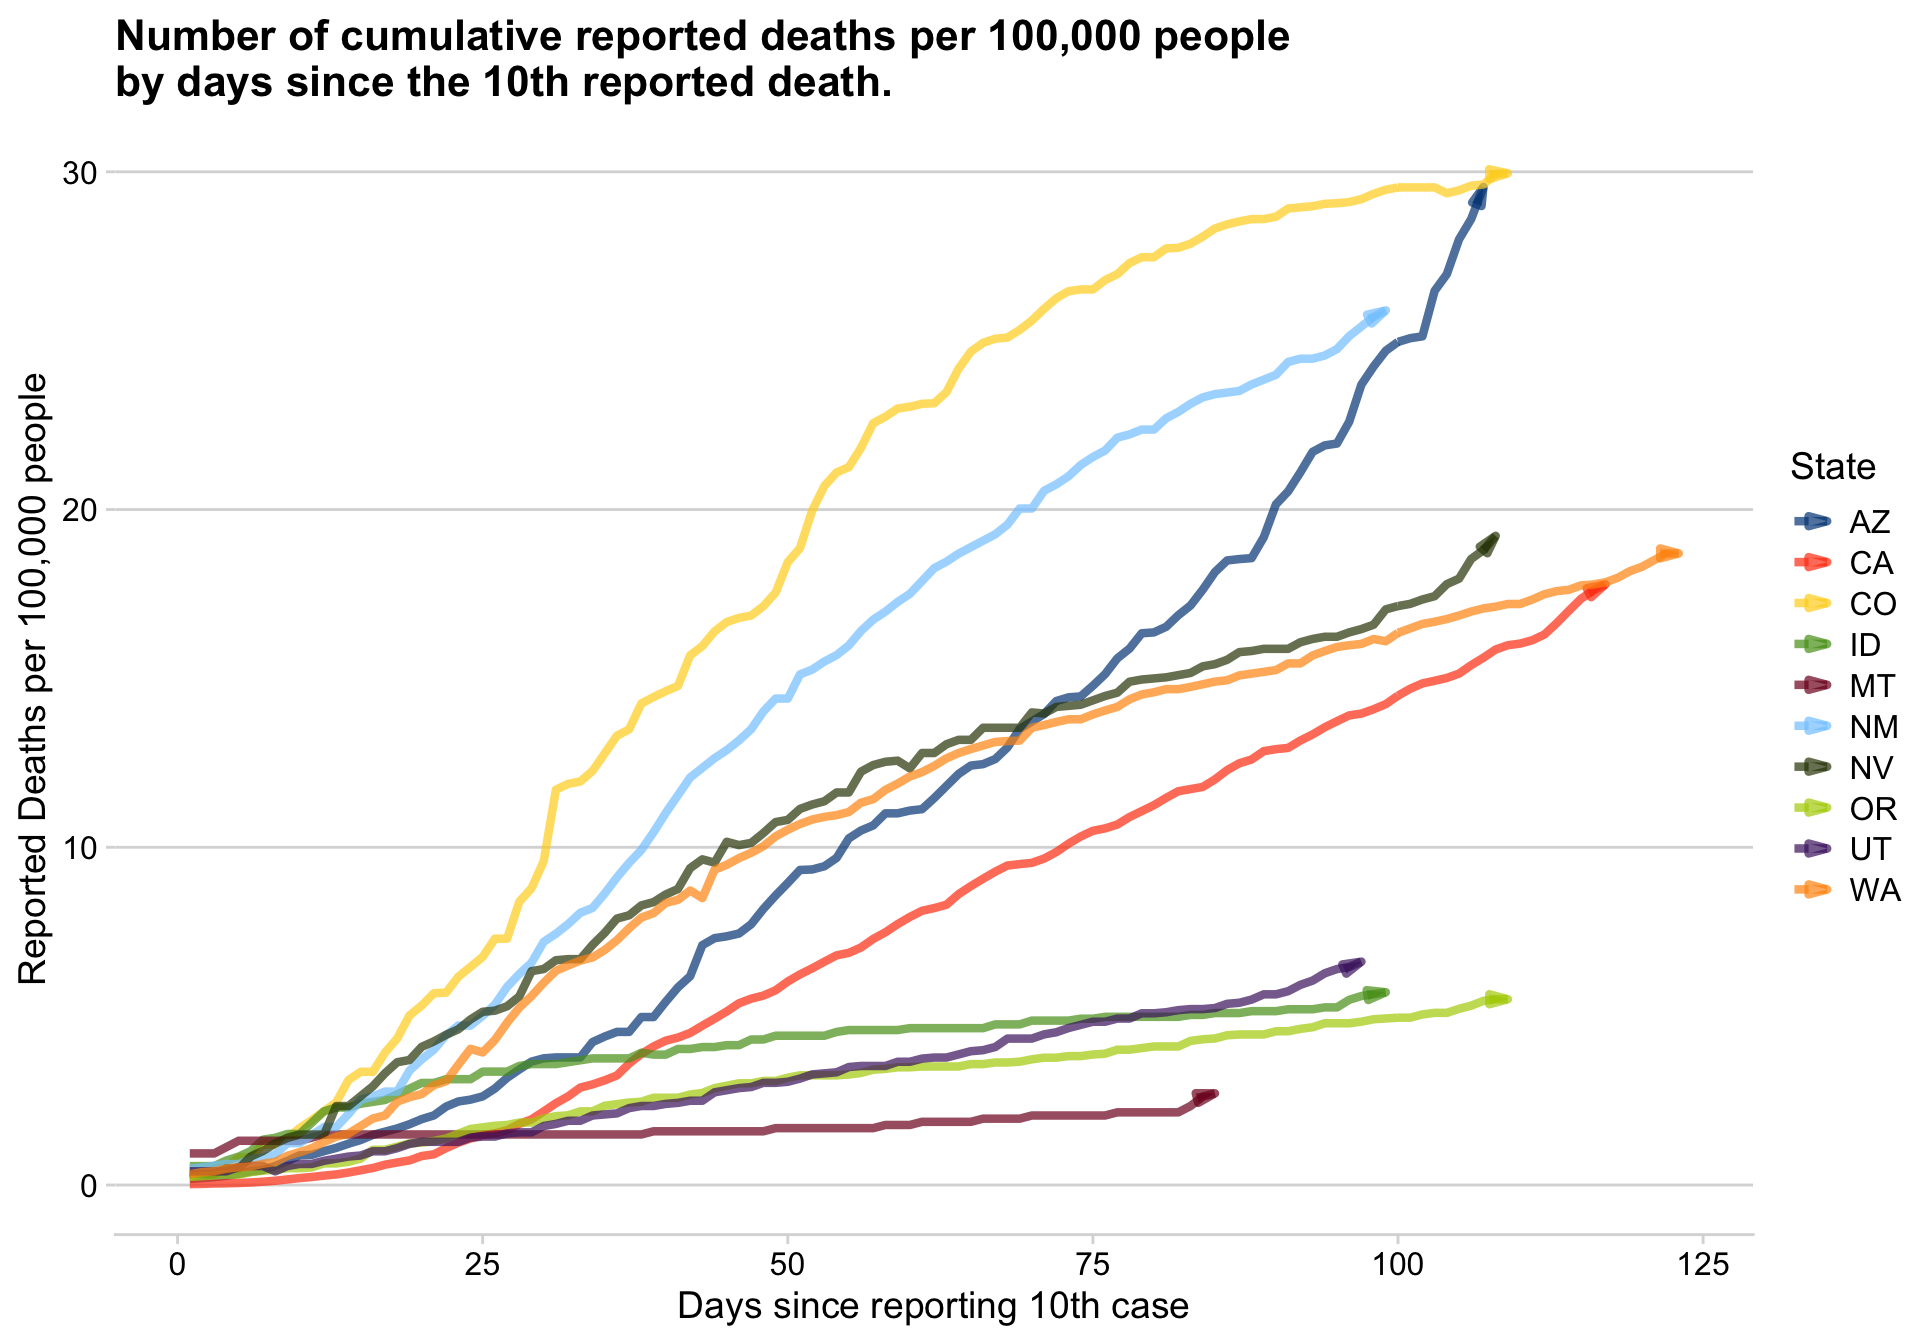 Number of cumulative reported deaths per 100,000 people
by days since the 10th reported death.
Reported Deaths per 100,000 people
30
20
10
0
0
25
50
75
100
125
Days since reporting 10th case
State
AZ
CA
CO
ID
MT
NM
NV
OR
UT
WA